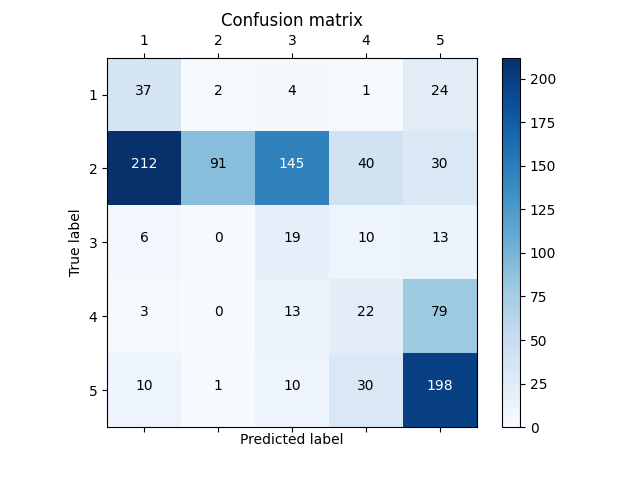 Confusion matrix
1 2 3 4 5
1 37 2 4 1 24
2 212 91 145 40 30
3 6 0 19 10 13
4 3 0 13 22 79
5 10 1 10 30 198
True label
Predicted label
200
175
150
125
100
75
50
25
0